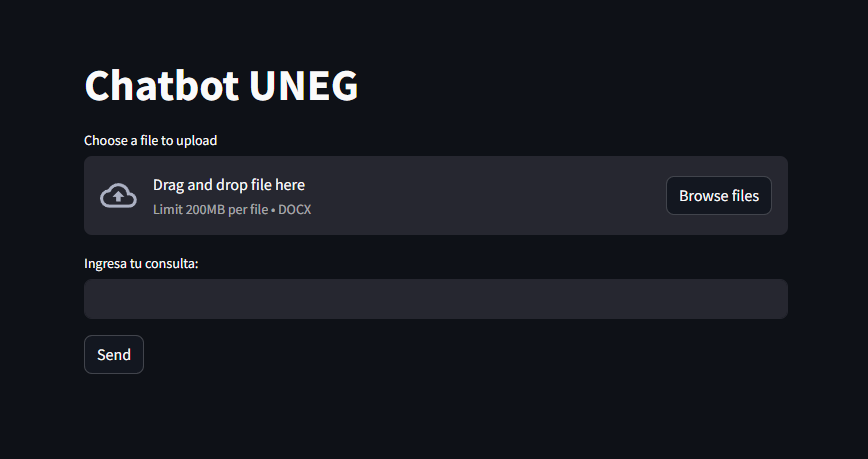 Chatbot UNEG
Choose a file to upload
Drag and drop file here
Limit 200MB per file • DOCX
Browse files
Ingresa tu consulta:
Send